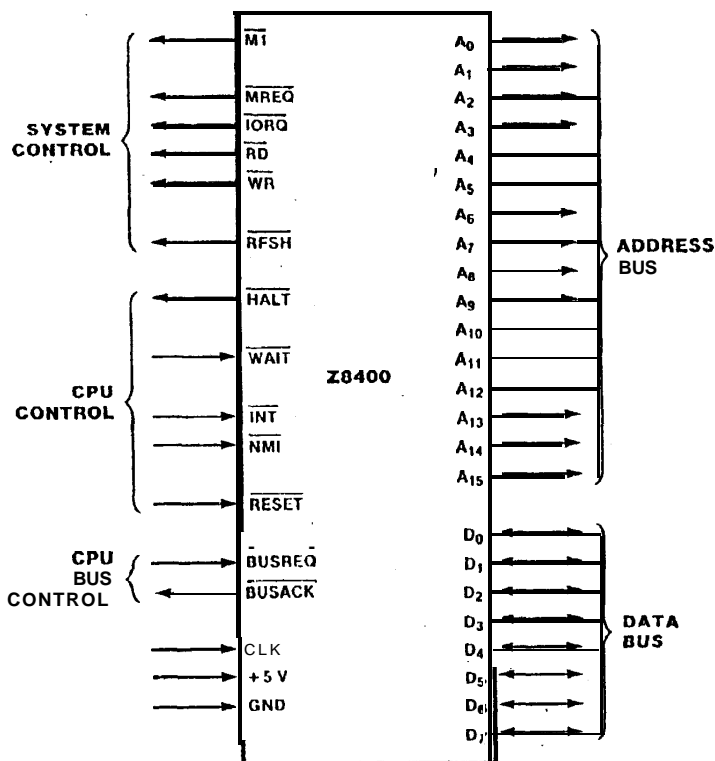 SYSTEM
CONTROL
M1
MREQ
IORQ
RD
WR
RFSH
CPU
CONTROL
HALT
WAIT
INT
NMI
RESET
CPU
BUS
CONTROL
BUSREQ
BUSACK
CLK
+5 V
GND
Z8400
A0
A1
A2
A3
A4
A5
A6
A7
A8
A9
A10
A11
A12
A13
A14
A15
ADDRESS
BUS
D0
D1
D2
D3
D4
D5
D6
D7
DATA
BUS